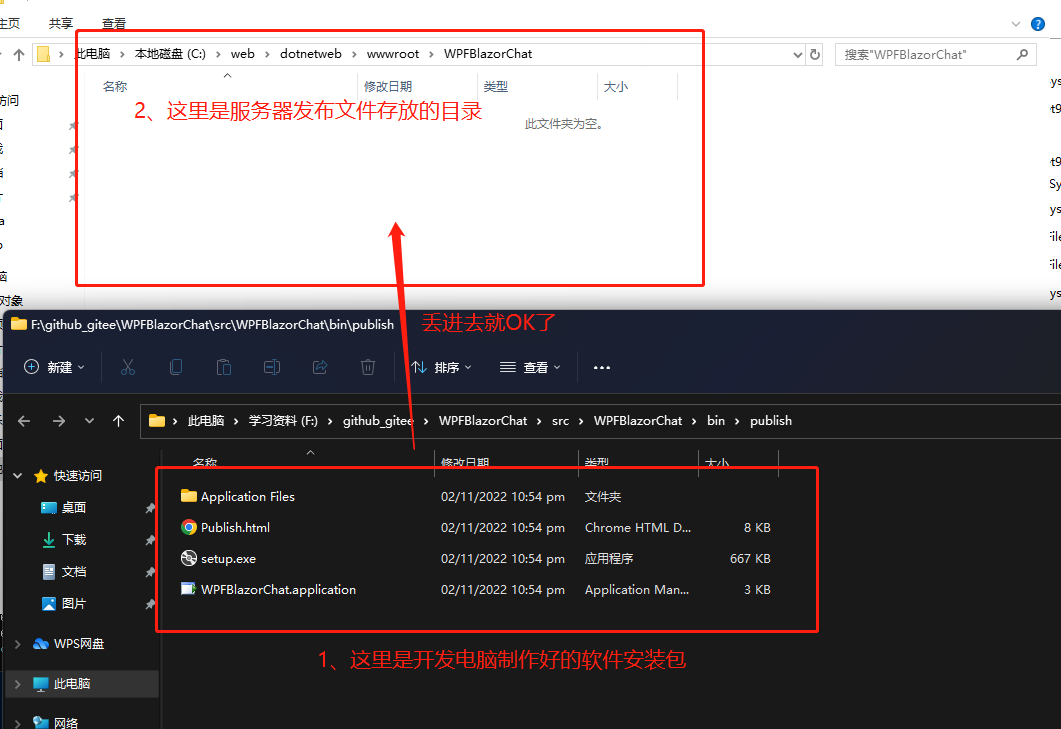 主页 共享 查看
此电脑 本地磁盘 (C:) web dotnetweb wwwroot WPFBlazorChat 搜索"WPFBlazorChat"
名称 修改日期 类型 大小
2、这里是服务器发布文件存放的目录
此文件夹为空。
访问
对象
F:\github_gitee\WPFBlazorChat\src\WPFBlazorChat\bin\publish
丢进去就OK了
新建 排序 查看
此电脑 学习资料 (F:) github_gitee WPFBlazorChat src WPFBlazorChat bin publish
名称 修改日期 类型 大小
快速访问
桌面
下载
文档
图片
WPS网盘
此电脑
网络
Application Files 02/11/2022 10:54 pm 文件夹
Publish.html 02/11/2022 10:54 pm Chrome HTML D... 8 KB
setup.exe 02/11/2022 10:54 pm 应用程序 667 KB
WPFBlazorChat.application 02/11/2022 10:54 pm Application Man... 3 KB
1、这里是开发电脑制作好的软件安装包